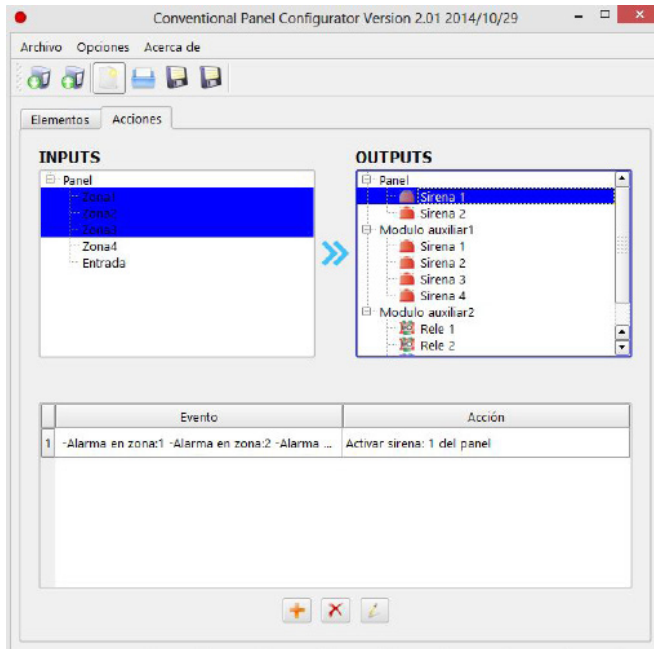 Conventional Panel Configurator Version 2.01 2014/10/29
Archivo Opciones Acerca de
Elementos Acciones
INPUTS
Panel
Zona1
Zona2
Zona3
Zona4
Entrada
OUTPUTS
Panel
Sirena 1
Sirena 2
Modulo auxiliar1
Sirena 1
Sirena 2
Sirena 3
Sirena 4
Modulo auxiliar2
Rele 1
Rele 2
Evento Acción
1 -Alarma en zona:1 -Alarma en zona:2 -Alarma ... Activar sirena: 1 del panel